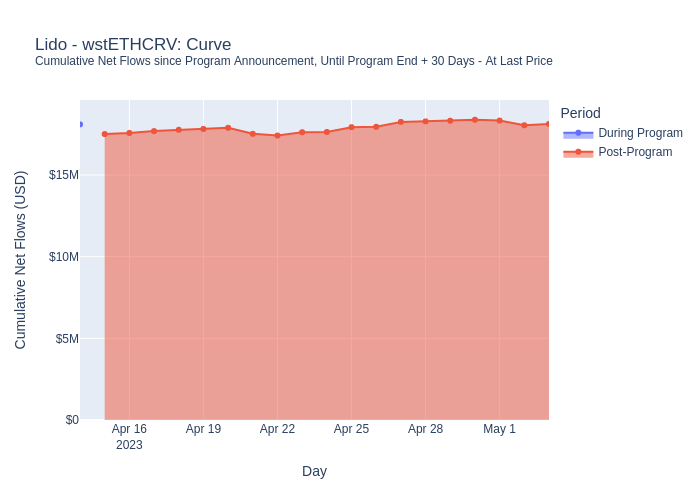 Lido - wstETHCRV: Curve
Cumulative Net Flows since Program Announcement, Until Program End + 30 Days - At Last Price
Period
During Program
Post-Program
Cumulative Net Flows (USD)
$15M
$10M
$5M
$0
Apr 16 Apr 19 Apr 22 Apr 25 Apr 28 May 1
2023
Day